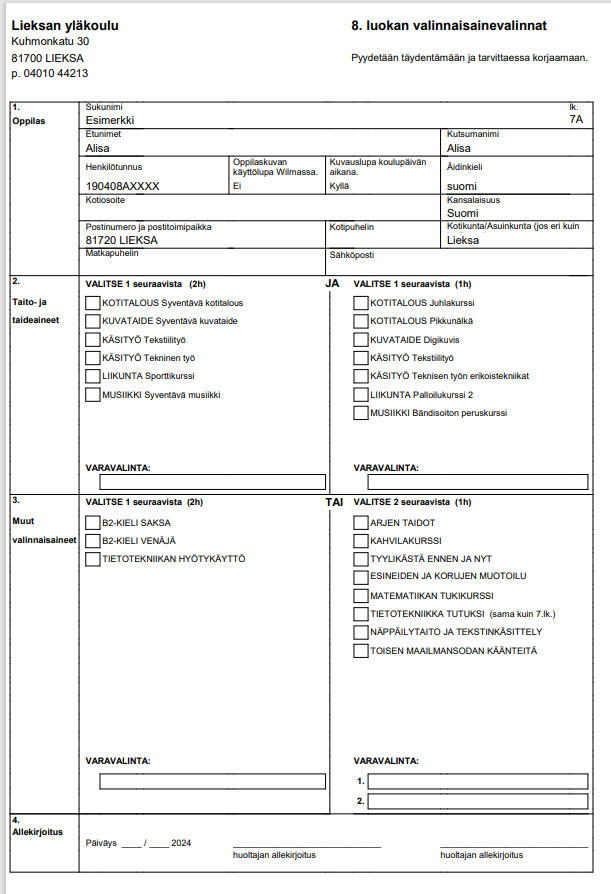 Lieksan yläkoulu
Kuhmonkatu 30
81700 LIEKSA
p. 04010 44213
8. luokan valinnaisainevalinnat
Pyydetään täydentämään ja tarvittaessa korjaamaan.
1.
Oppilas
Sukunimi
lk.
Esimerkki
7A
Etunimet
Kutsumanimi
Alisa
Alisa
Henkilötunnus
Oppilaskuvan käyttölupa Wilmassa.
Kuvauslupa koulupäivän aikana.
Äidinkieli
190408AXXXX
Ei
Kyllä
suomi
Kotiosoite
Kansalaisuus
Suomi
Postinumero ja postitoimipaikka
Kotipuhelin
Kotikunta/Asuinkunta (jos eri kuin
81720 LIEKSA
Lieksa
Matkapuhelin
Sähköposti
2.
Taito- ja
taideaineet
VALITSE 1 seuraavista (2h)
JA
VALITSE 1 seuraavista (1h)
KOTITALOUS Syventävä kotitalous
KUVATAIDE Syventävä kuvataide
KÄSITYÖ Tekstiilityö
KÄSITYÖ Tekninen työ
LIIKUNTA Sporttikurssi
MUSIIKKI Syventävä musiikki
KOTITALOUS Juhlakurssi
KOTITALOUS Pikkunälkä
KUVATAIDE Digikuvis
KÄSITYÖ Tekstiilityö
KÄSITYÖ Teknisen työn erikoistekniikat
LIIKUNTA Palloilukurssi 2
MUSIIKKI Bändisoiton peruskurssi
VARAVALINTA:
VARAVALINTA:
3.
Muut
valinnaisaineet
VALITSE 1 seuraavista (2h)
TAI
VALITSE 2 seuraavista (1h)
B2-KIELI SAKSA
B2-KIELI VENÄJÄ
TIETOTEKNIIKAN HYÖTYKÄYTTÖ
ARJEN TAIDOT
KAHVILAKURSSI
TYYLIKÄSTÄ ENNEN JA NYT
ESINEIDEN JA KORUJEN MUOTOILU
MATEMATIIKAN TUKIKURSSI
TIETOTEKNIIKKA TUTUKSI (sama kuin 7.lk.)
NÄPPÄILYTAITO JA TEKSTINKÄSITTELY
TOISEN MAAILMANSODAN KÄÄNTEITÄ
VARAVALINTA:
VARAVALINTA:
1.
2.
4.
Allekirjoitus
Päiväys ____ / ____ 2024
huoltajan allekirjoitus
huoltajan allekirjoitus